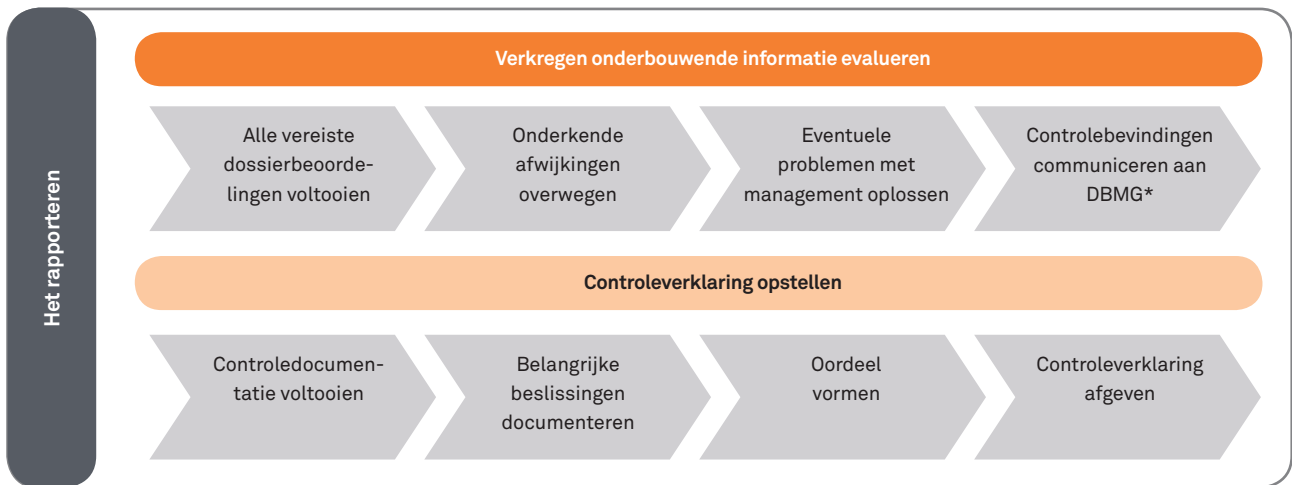 Het rapporteren
Verkregen onderbouwende informatie evalueren
Alle vereiste
dossierbeoorde-
lingen voltooien
Onderkende
afwijkingen
overwegen
Eventuele
problemen met
management oplossen
Controlebevindingen
communiceren aan
DBMG*
Controleverklaring opstellen
Controledocumen-
tatie voltooien
Belangrijke
beslissingen
documenteren
Oordeel
vormen
Controleverklaring
afgeven